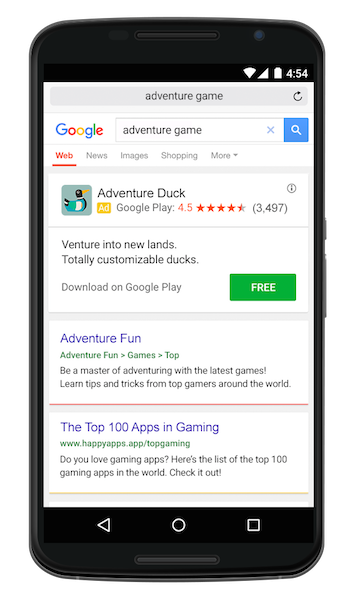 4:54
adventure game
Google adventure game
Web News Images Shopping More
Adventure Duck
Ad Google Play: 4.5 (3,497)
Venture into new lands.
Totally customizable ducks.
Download on Google Play FREE
Adventure Fun
Adventure Fun > Games > Top
Be a master of adventuring with the latest games!
Learn tips and tricks from top gamers around the world.
The Top 100 Apps in Gaming
www.happyapps.app/topgaming
Do you love gaming apps? Here's the list of the top 100
gaming apps in the world. Check it out!